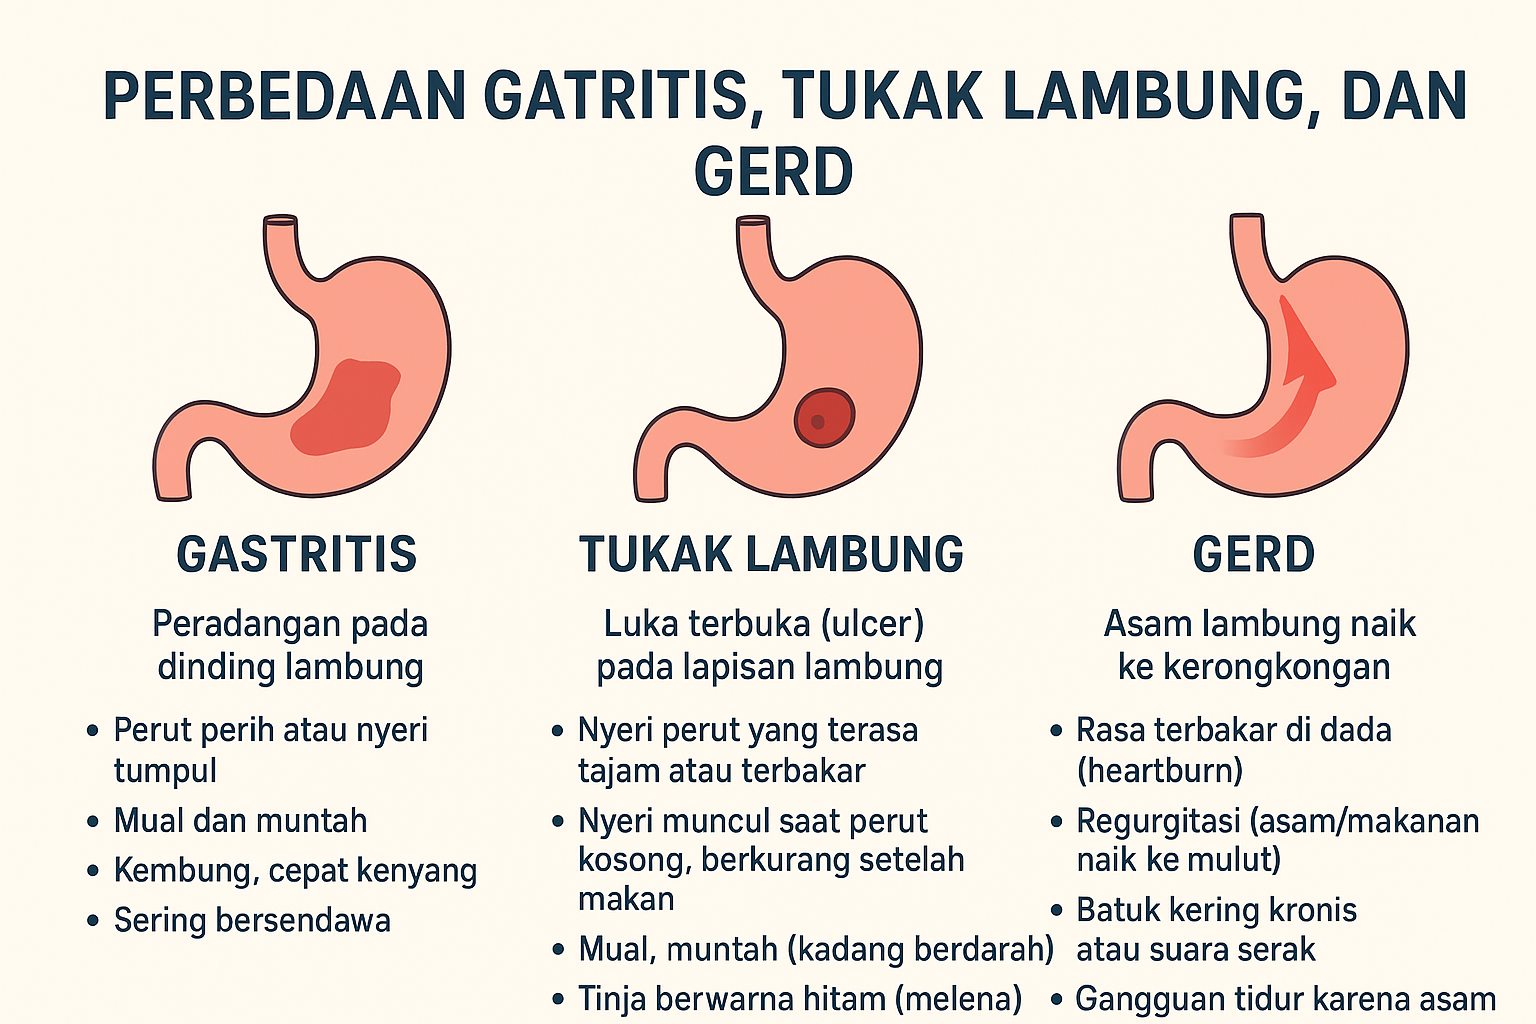 PERBEDAAN GATRITIS, TUKAK LAMBUNG, DAN
GERD
GASTRITIS
Peradangan pada
dinding lambung
• Perut perih atau nyeri
tumpul
• Mual dan muntah
• Kembung, cepat kenyang
• Sering bersendawa
TUKAK LAMBUNG
Luka terbuka (ulcer)
pada lapisan lambung
• Nyeri perut yang terasa
tajam atau terbakar
• Nyeri muncul saat perut
kosong, berkurang setelah
makan
• Mual, muntah (kadang berdarah)
• Tinja berwarna hitam (melena)
GERD
Asam lambung naik
ke kerongkongan
• Rasa terbakar di dada
(heartburn)
• Regurgitasi (asam/makanan
naik ke mulut)
• Batuk kering kronis
atau suara serak
• Gangguan tidur karena asam